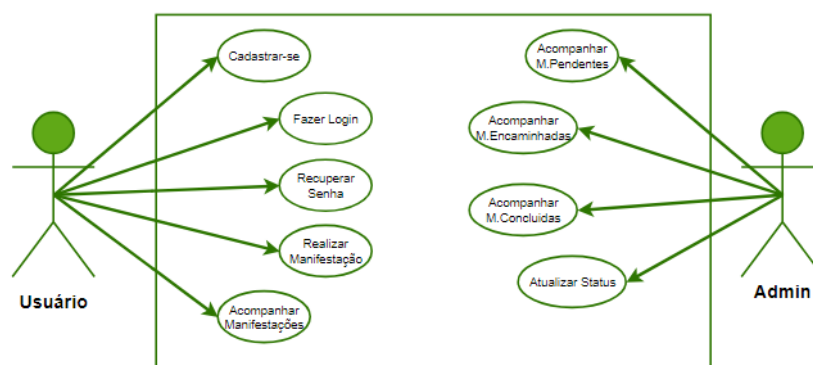 Cadastrar-se
Fazer Login
Recuperar
Senha
Realizar
Manifestação
Acompanhar
Manifestações
Usuário
Acompanhar
M.Pendentes
Acompanhar
M.Encaminhadas
Acompanhar
M.Concluidas
Atualizar Status
Admin